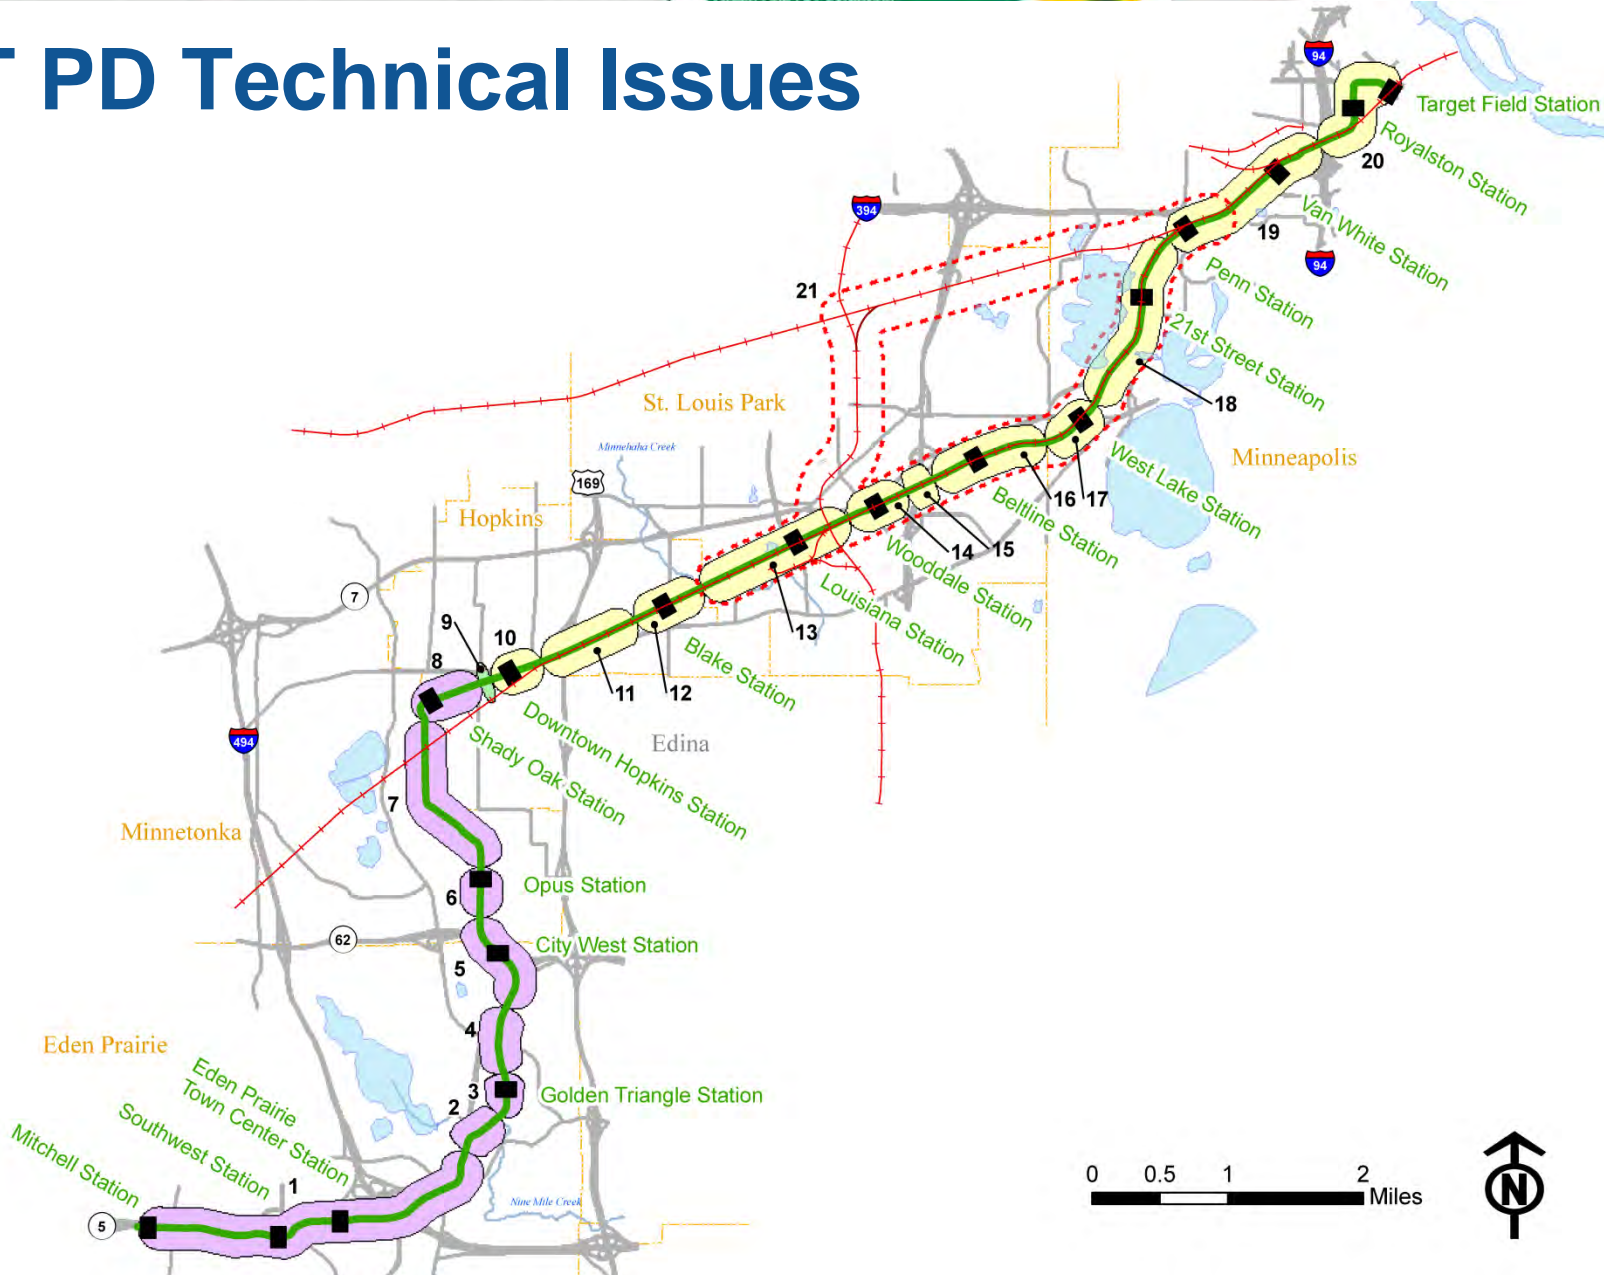 T PD Technical Issues
94
Target Field Station
20
Royalston Station
394
Van White Station
19
94
Penn Station
21
21st Street Station
St. Louis Park
18
Minnehaha Creek
Minneapolis
West Lake Station
169
16
17
Hopkins
Beltline Station
14
15
Wooddale Station
7
Louisiana Station
13
9
10
8
Blake Station
11
12
Downtown Hopkins Station
494
Shady Oak Station
Edina
7
Minnetonka
Opus Station
6
62
City West Station
5
4
Eden Prairie
Eden Prairie
Town Center Station
3
Golden Triangle Station
2
Southwest Station
Mitchell Station
1
Nine Mile Creek
5
0 0.5 1 2
Miles
N